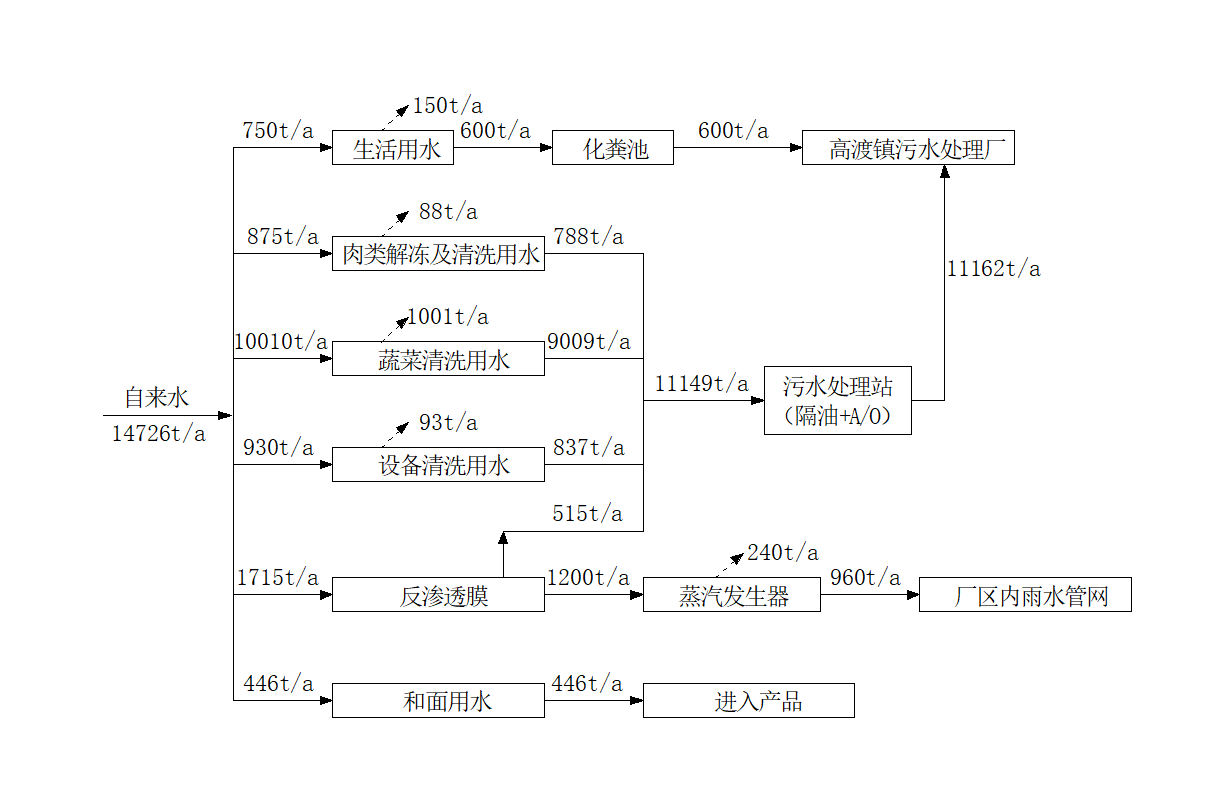 150t/a
750t/a
生活用水
600t/a
化粪池
600t/a
高渡镇污水处理厂
88t/a
875t/a
肉类解冻及清洗用水
788t/a
11162t/a
1001t/a
10010t/a
蔬菜清洗用水
9009t/a
自来水
14726t/a
11149t/a
污水处理站
（隔油+A/O）
93t/a
930t/a
设备清洗用水
837t/a
515t/a
1715t/a
反渗透膜
1200t/a
240t/a
蒸汽发生器
960t/a
厂区内雨水管网
446t/a
和面用水
446t/a
进入产品